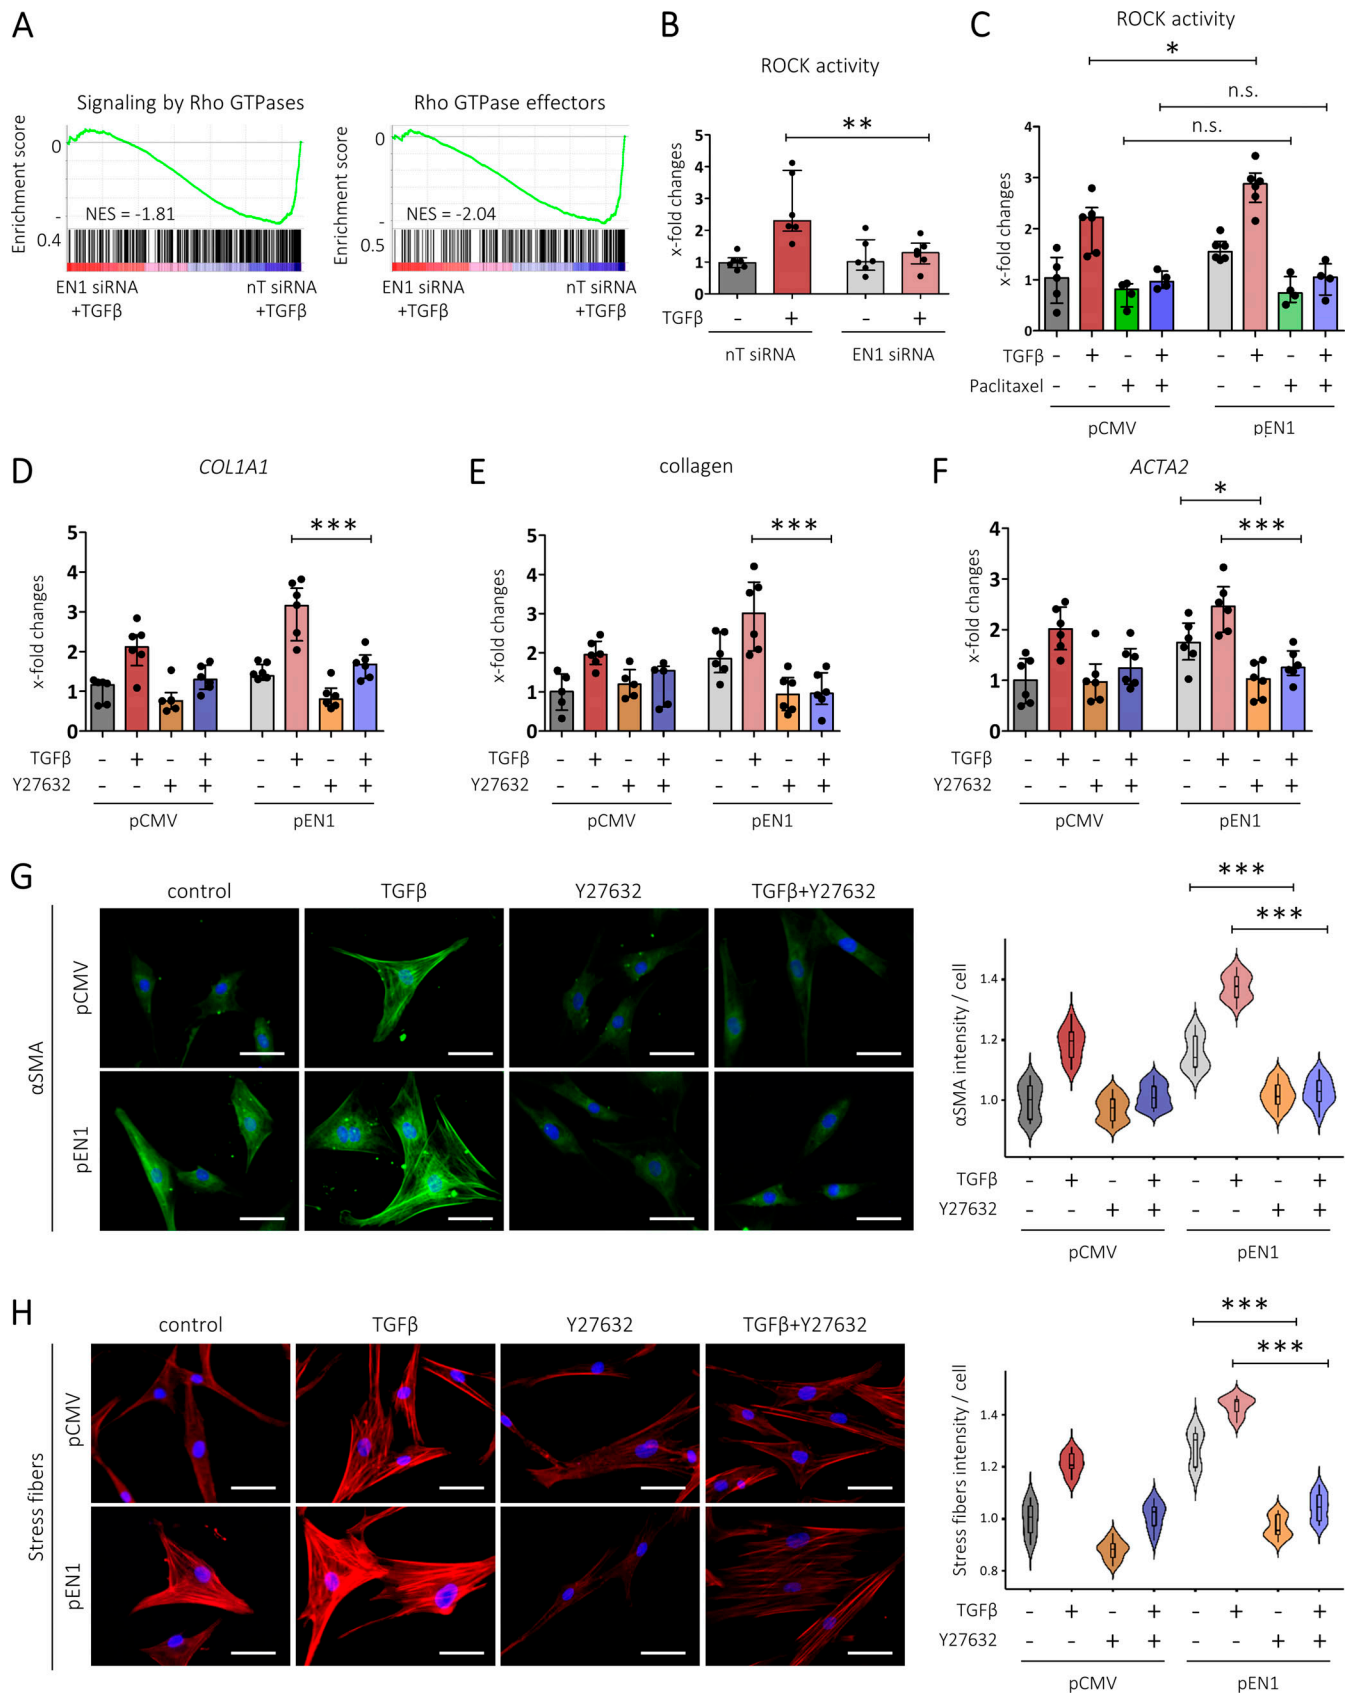 A
Signaling by Rho GTPases
Rho GTPase effectors
Enrichment score
0
-
0.4
NES = -1.81
EN1 siRNA
+TGFβ
nT siRNA
+TGFβ
Enrichment score
0
-
0.5
NES = -2.04
EN1 siRNA
+TGFβ
nT siRNA
+TGFβ
B
ROCK activity
**
x-fold changes
5
4
3
2
1
0
TGFβ - + - +
nT siRNA EN1 siRNA
C
ROCK activity
*
n.s.
n.s.
x-fold changes
4
3
2
1
0
TGFβ - + - + - + - +
Paclitaxel - - + + - - + +
pCMV pEN1
D
COL1A1
***
x-fold changes
5
4
3
2
1
0
TGFβ - + - + - + - +
Y27632 - - + + - - + +
pCMV pEN1
E
collagen
***
x-fold changes
5
4
3
2
1
0
TGFβ - + - + - + - +
Y27632 - - + + - - + +
pCMV pEN1
F
ACTA2
*
***
x-fold changes
4
3
2
1
0
TGFβ - + - + - + - +
Y27632 - - + + - - + +
pCMV pEN1
G
control TGFβ Y27632 TGFβ+Y27632
αSMA
pCMV
pEN1
***
***
αSMA intensity / cell
1.4
1.2
1.0
TGFβ - + - + - + - +
Y27632 - - + + - - + +
pCMV pEN1
H
control TGFβ Y27632 TGFβ+Y27632
Stress fibers
pCMV
pEN1
***
***
Stress fibers intensity / cell
1.4
1.2
1.0
0.8
TGFβ - + - + - + - +
Y27632 - - + + - - + +
pCMV pEN1